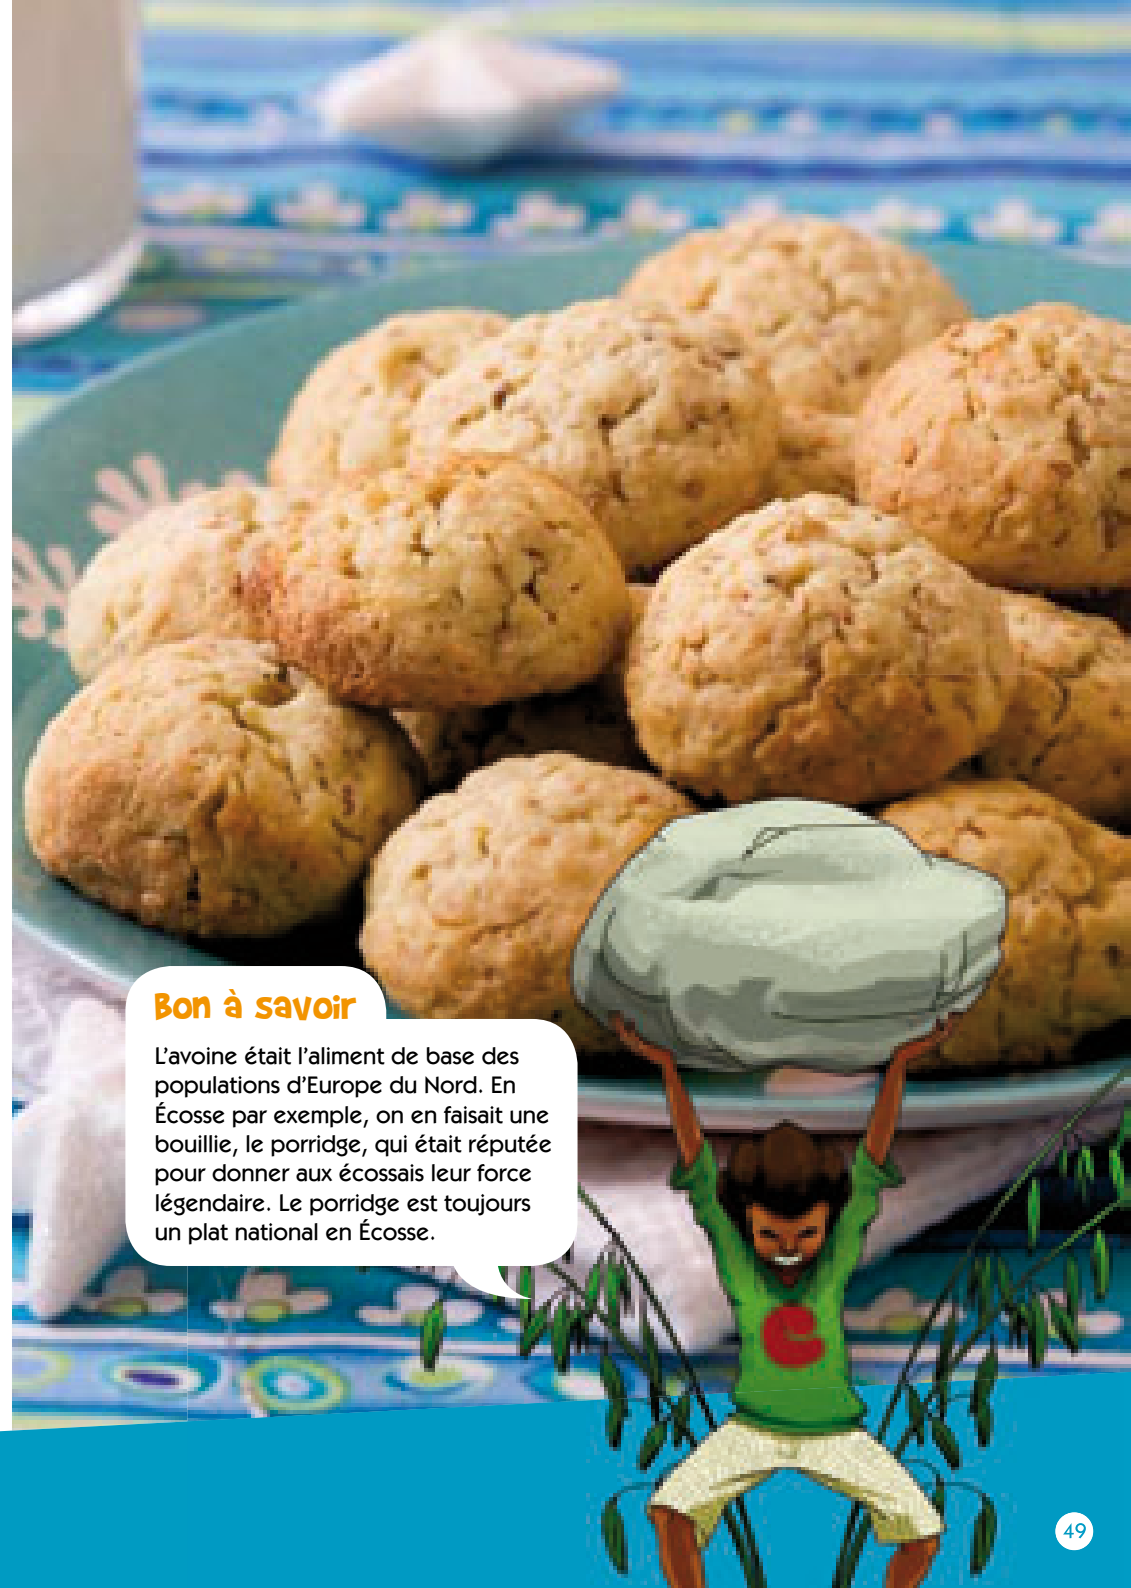 Bon à savoir
L'avoine était l'aliment de base des
populations d'Europe du Nord. En
Écosse par exemple, on en faisait une
bouillie, le porridge, qui était réputée
pour donner aux écossais leur force
légendaire. Le porridge est toujours
un plat national en Écosse.
C
49